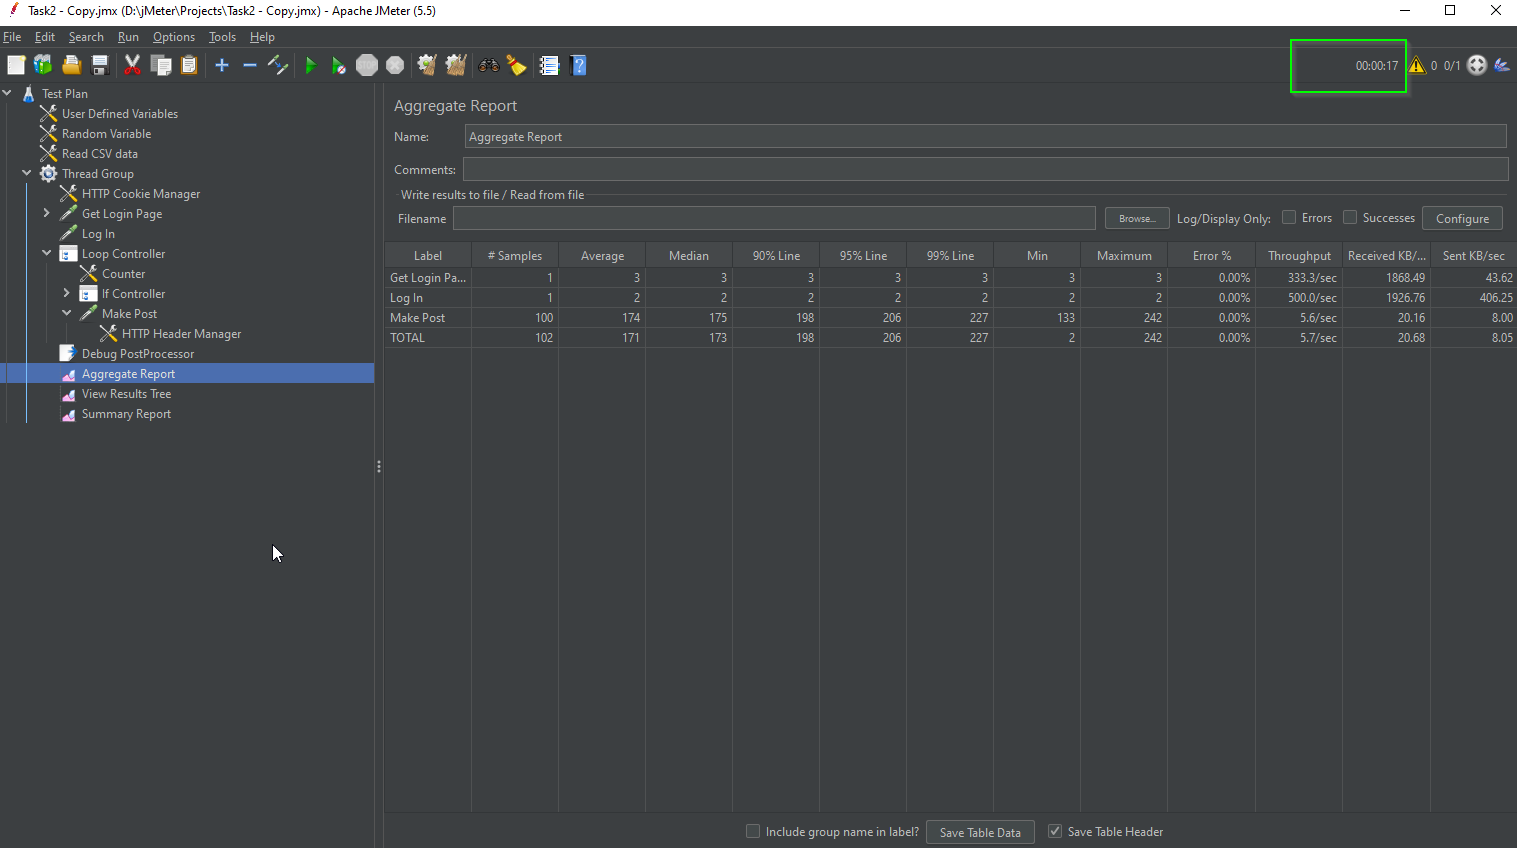 Task2 - Copy.jmx (D:\jMeter\Projects\Task2 - Copy.jmx) - Apache JMeter (5.5)
File Edit Search Run Options Tools Help
STOP
00:00:17 0 0/1
Test Plan
User Defined Variables
Random Variable
Read CSV data
Thread Group
HTTP Cookie Manager
Get Login Page
Log In
Loop Controller
Counter
If Controller
Make Post
HTTP Header Manager
Debug PostProcessor
Aggregate Report
View Results Tree
Summary Report
Aggregate Report
Name: Aggregate Report
Comments:
Write results to file / Read from file
Filename Browse... Log/Display Only: Errors Successes Configure
Label # Samples Average Median 90% Line 95% Line 99% Line Min Maximum Error % Throughput Received KB/... Sent KB/sec
Get Login Pa... 1 3 3 3 3 3 3 3 0.00% 333.3/sec 1868.49 43.62
Log In 1 2 2 2 2 2 2 2 0.00% 500.0/sec 1926.76 406.25
Make Post 100 174 175 198 206 227 133 242 0.00% 5.6/sec 20.16 8.00
TOTAL 102 171 173 198 206 227 2 242 0.00% 5.7/sec 20.68 8.05
Include group name in label? Save Table Data Save Table Header